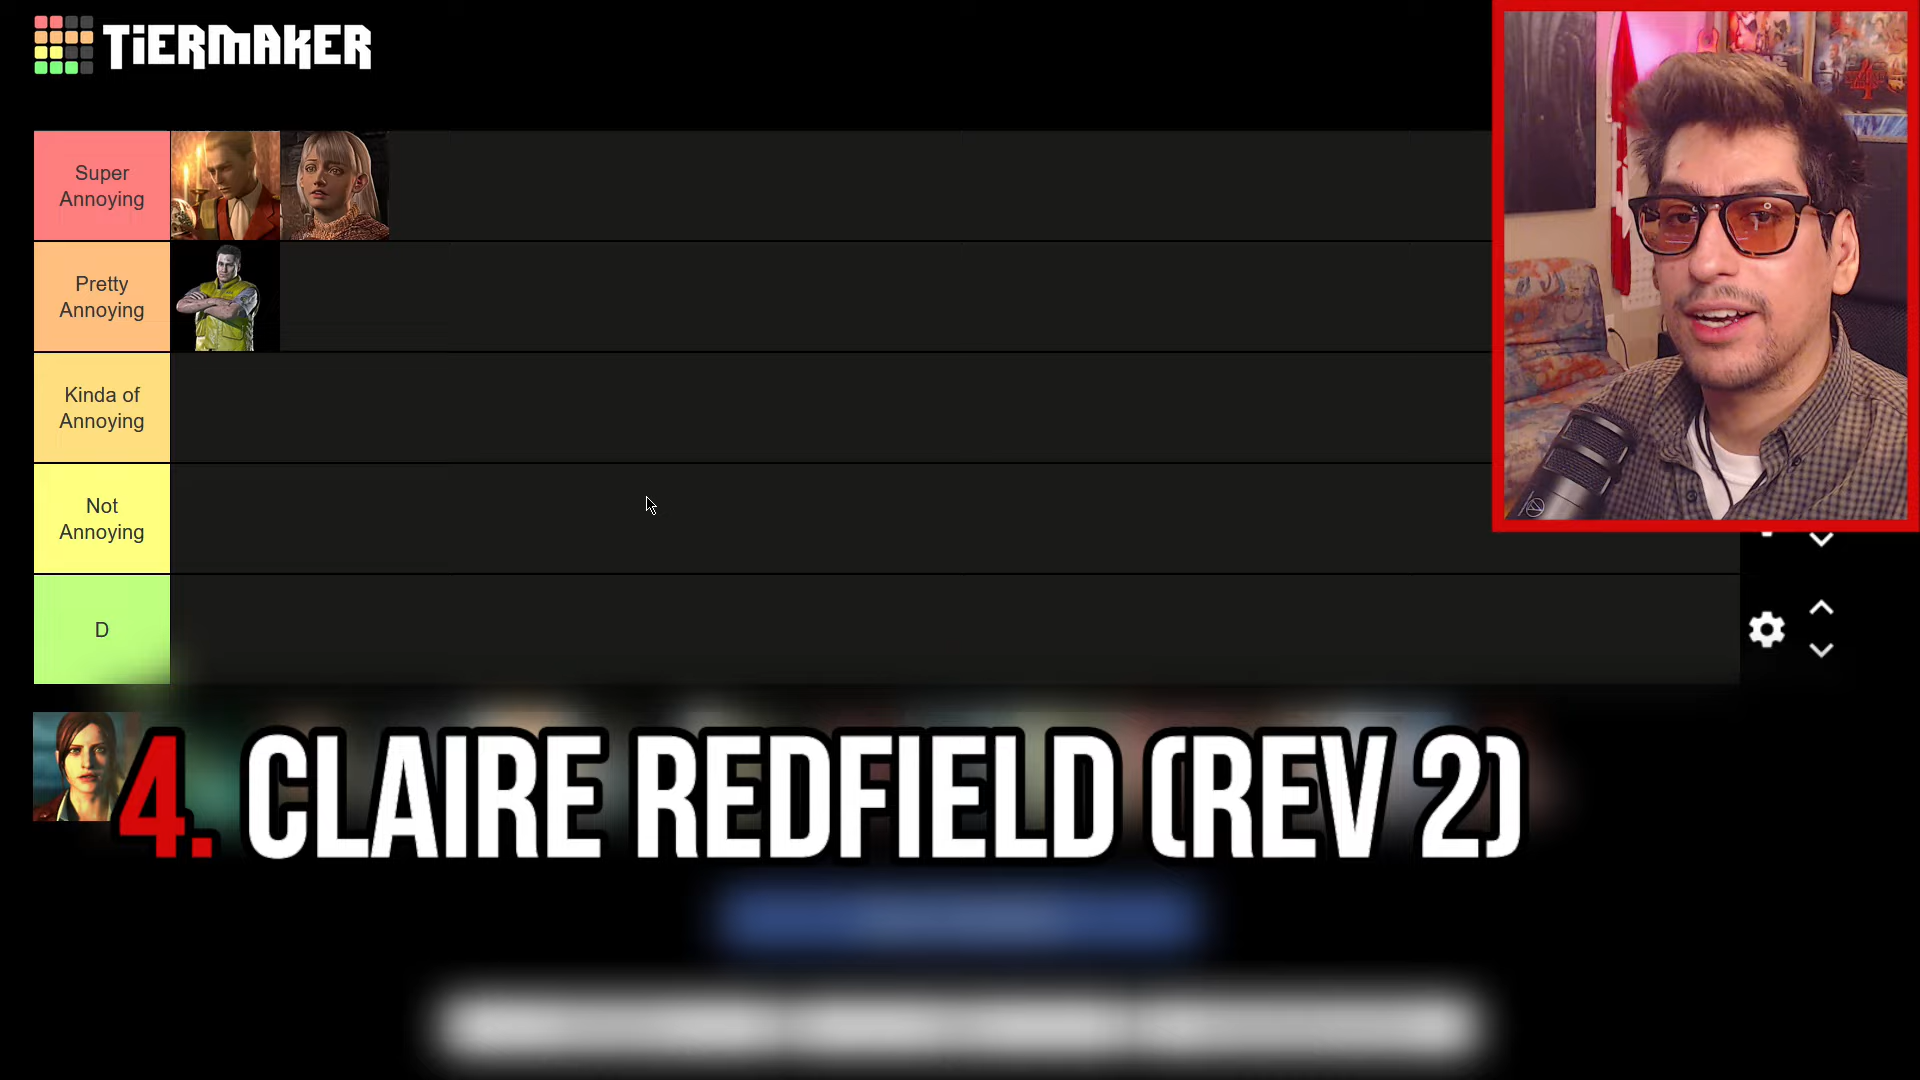 TiERMAKER
Super
Annoying
Pretty
Annoying
Kinda of
Annoying
Not
Annoying
D
4. CLAIRE REDFIELD (REV 2)